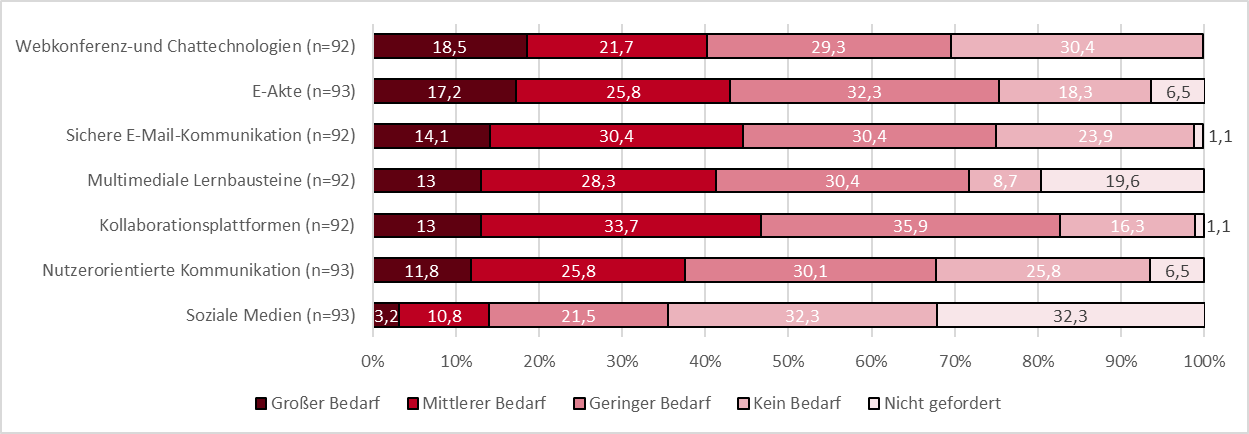 Webkonferenz-und Chattechnologien (n=92) 18,5 21,7 29,3 30,4
E-Akte (n=93) 17,2 25,8 32,3 18,3 6,5
Sichere E-Mail-Kommunikation (n=92) 14,1 30,4 30,4 23,9 1,1
Multimediale Lernbausteine (n=92) 13 28,3 30,4 8,7 19,6
Kollaborationsplattformen (n=92) 13 33,7 35,9 16,3 1,1
Nutzerorientierte Kommunikation (n=93) 11,8 25,8 30,1 25,8 6,5
Soziale Medien (n=93) 3,2 10,8 21,5 32,3 32,3
0% 10% 20% 30% 40% 50% 60% 70% 80% 90% 100%
Großer Bedarf Mittlerer Bedarf Geringer Bedarf Kein Bedarf Nicht gefordert